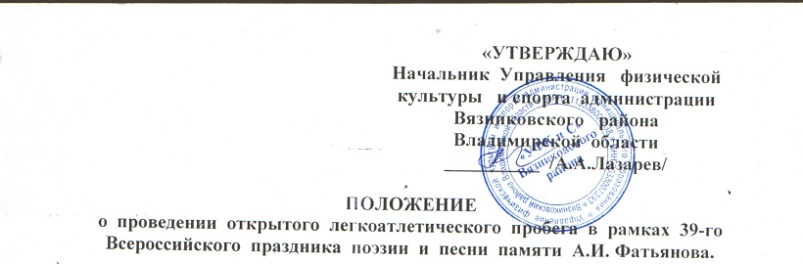 «УТВЕРЖДАЮ»
Начальник Управления физической
культуры и спорта администрации
Вязниковского района
Владимирской области
__________ /А.А.Лазарев/
ПОЛОЖЕНИЕ
о проведении открытого легкоатлетического пробега в рамках 39-го
Всероссийского праздника поэзии и песни памяти А.И. Фатьянова.